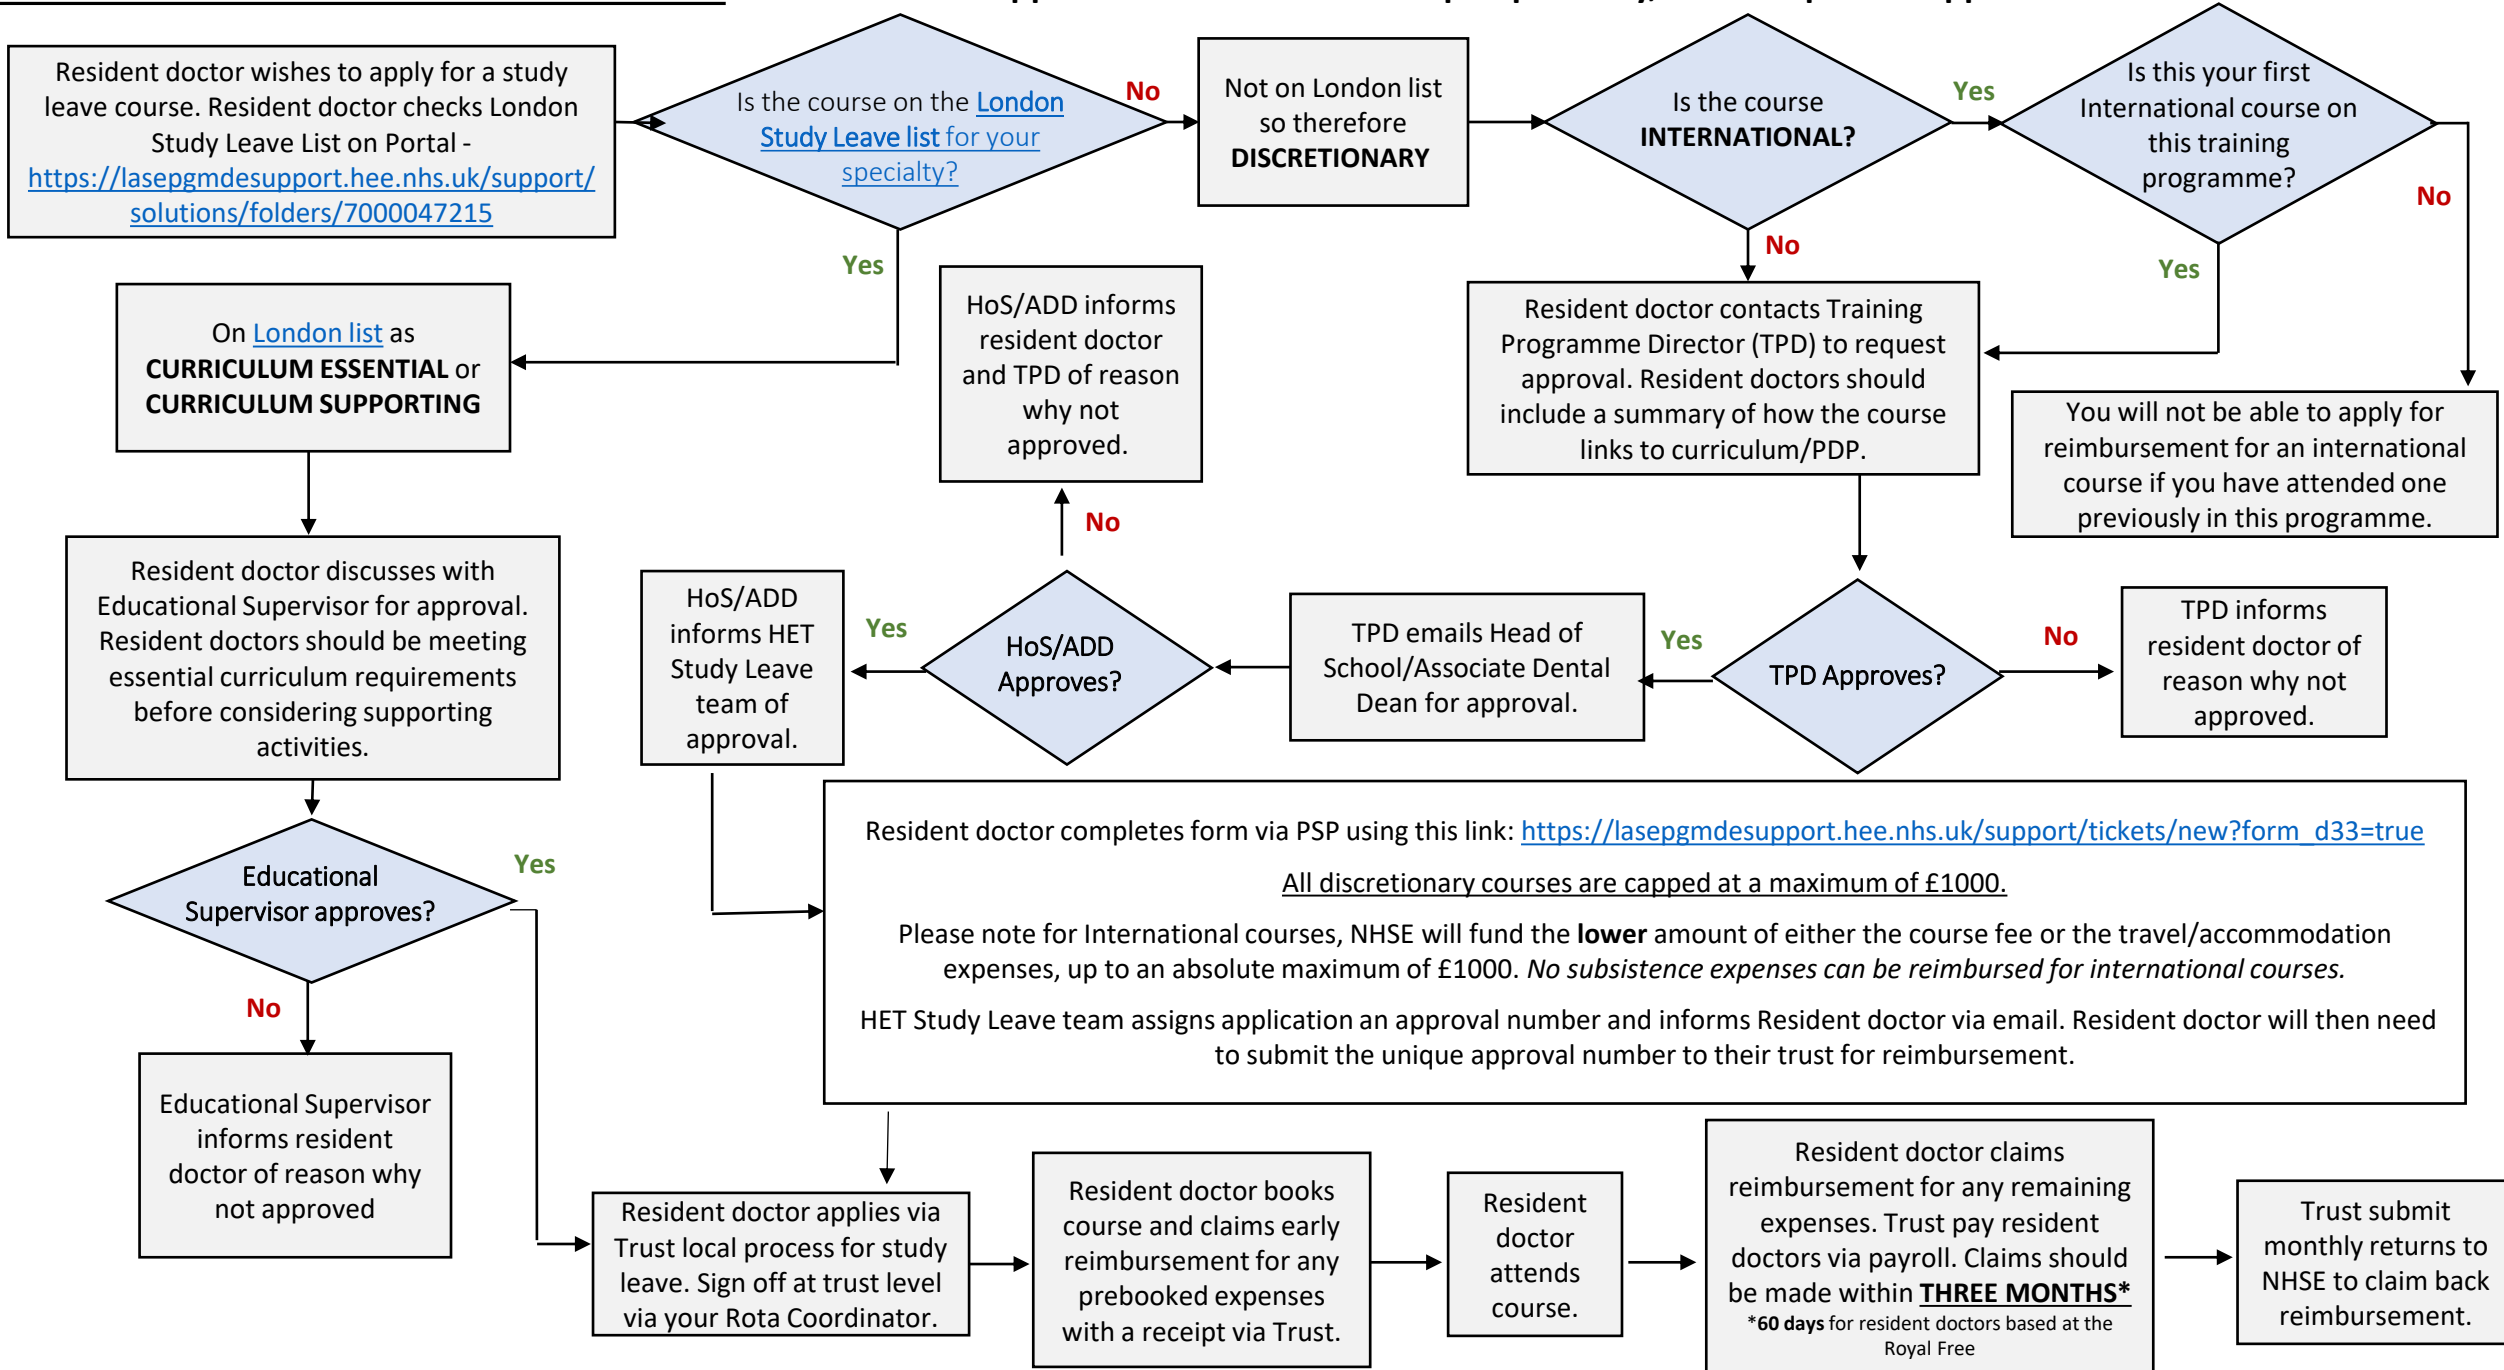 Resident doctor wishes to apply for a study
leave course. Resident doctor checks London
Study Leave List on Portal -
https://lasepgmdesupport.hee.nhs.uk/support/
solutions/folders/7000047215
Is the course on the London
Study Leave list for your
specialty?
No
Not on London list
so therefore
DISCRETIONARY
Is the course
INTERNATIONAL?
Yes
Is this your first
International course on
this training
programme?
No
Yes
No
Yes
On London list as
CURRICULUM ESSENTIAL or
CURRICULUM SUPPORTING
HoS/ADD informs
resident doctor
and TPD of reason
why not
approved.
Resident doctor contacts Training
Programme Director (TPD) to request
approval. Resident doctors should
include a summary of how the course
links to curriculum/PDP.
You will not be able to apply for
reimbursement for an international
course if you have attended one
previously in this programme.
No
Resident doctor discusses with
Educational Supervisor for approval.
Resident doctors should be meeting
essential curriculum requirements
before considering supporting
activities.
HoS/ADD
informs HET
Study Leave
team of
approval.
Yes
HoS/ADD
Approves?
TPD emails Head of
School/Associate Dental
Dean for approval.
Yes
TPD Approves?
No
TPD informs
resident doctor of
reason why not
approved.
Resident doctor completes form via PSP using this link: https://lasepgmdesupport.hee.nhs.uk/support/tickets/new?form_d33=true
All discretionary courses are capped at a maximum of £1000.
Please note for International courses, NHSE will fund the lower amount of either the course fee or the travel/accommodation
expenses, up to an absolute maximum of £1000. No subsistence expenses can be reimbursed for international courses.
HET Study Leave team assigns application an approval number and informs Resident doctor via email. Resident doctor will then need
to submit the unique approval number to their trust for reimbursement.
Educational
Supervisor approves?
Yes
No
Educational Supervisor
informs resident
doctor of reason why
not approved
Resident doctor applies via
Trust local process for study
leave. Sign off at trust level
via your Rota Coordinator.
Resident doctor books
course and claims early
reimbursement for any
prebooked expenses
with a receipt via Trust.
Resident
doctor
attends
course.
Resident doctor claims
reimbursement for any remaining
expenses. Trust pay resident
doctors via payroll. Claims should
be made within THREE MONTHS*
*60 days for resident doctors based at the
Royal Free
Trust submit
monthly returns to
NHSE to claim back
reimbursement.